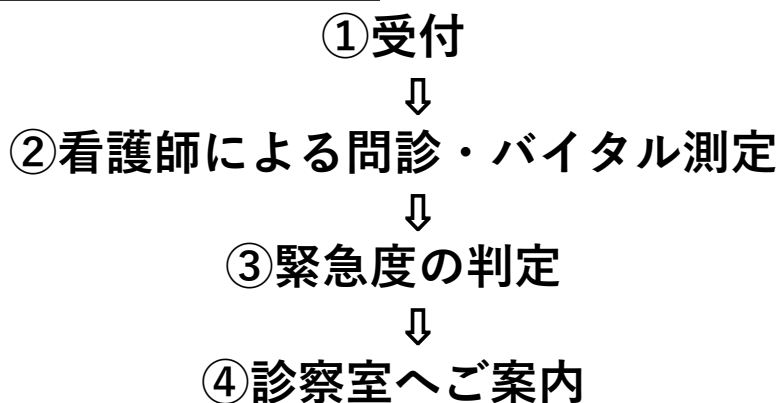 ①受付
⇩
②看護師による問診・バイタル測定
⇩
③緊急度の判定
⇩
④診察室へご案内